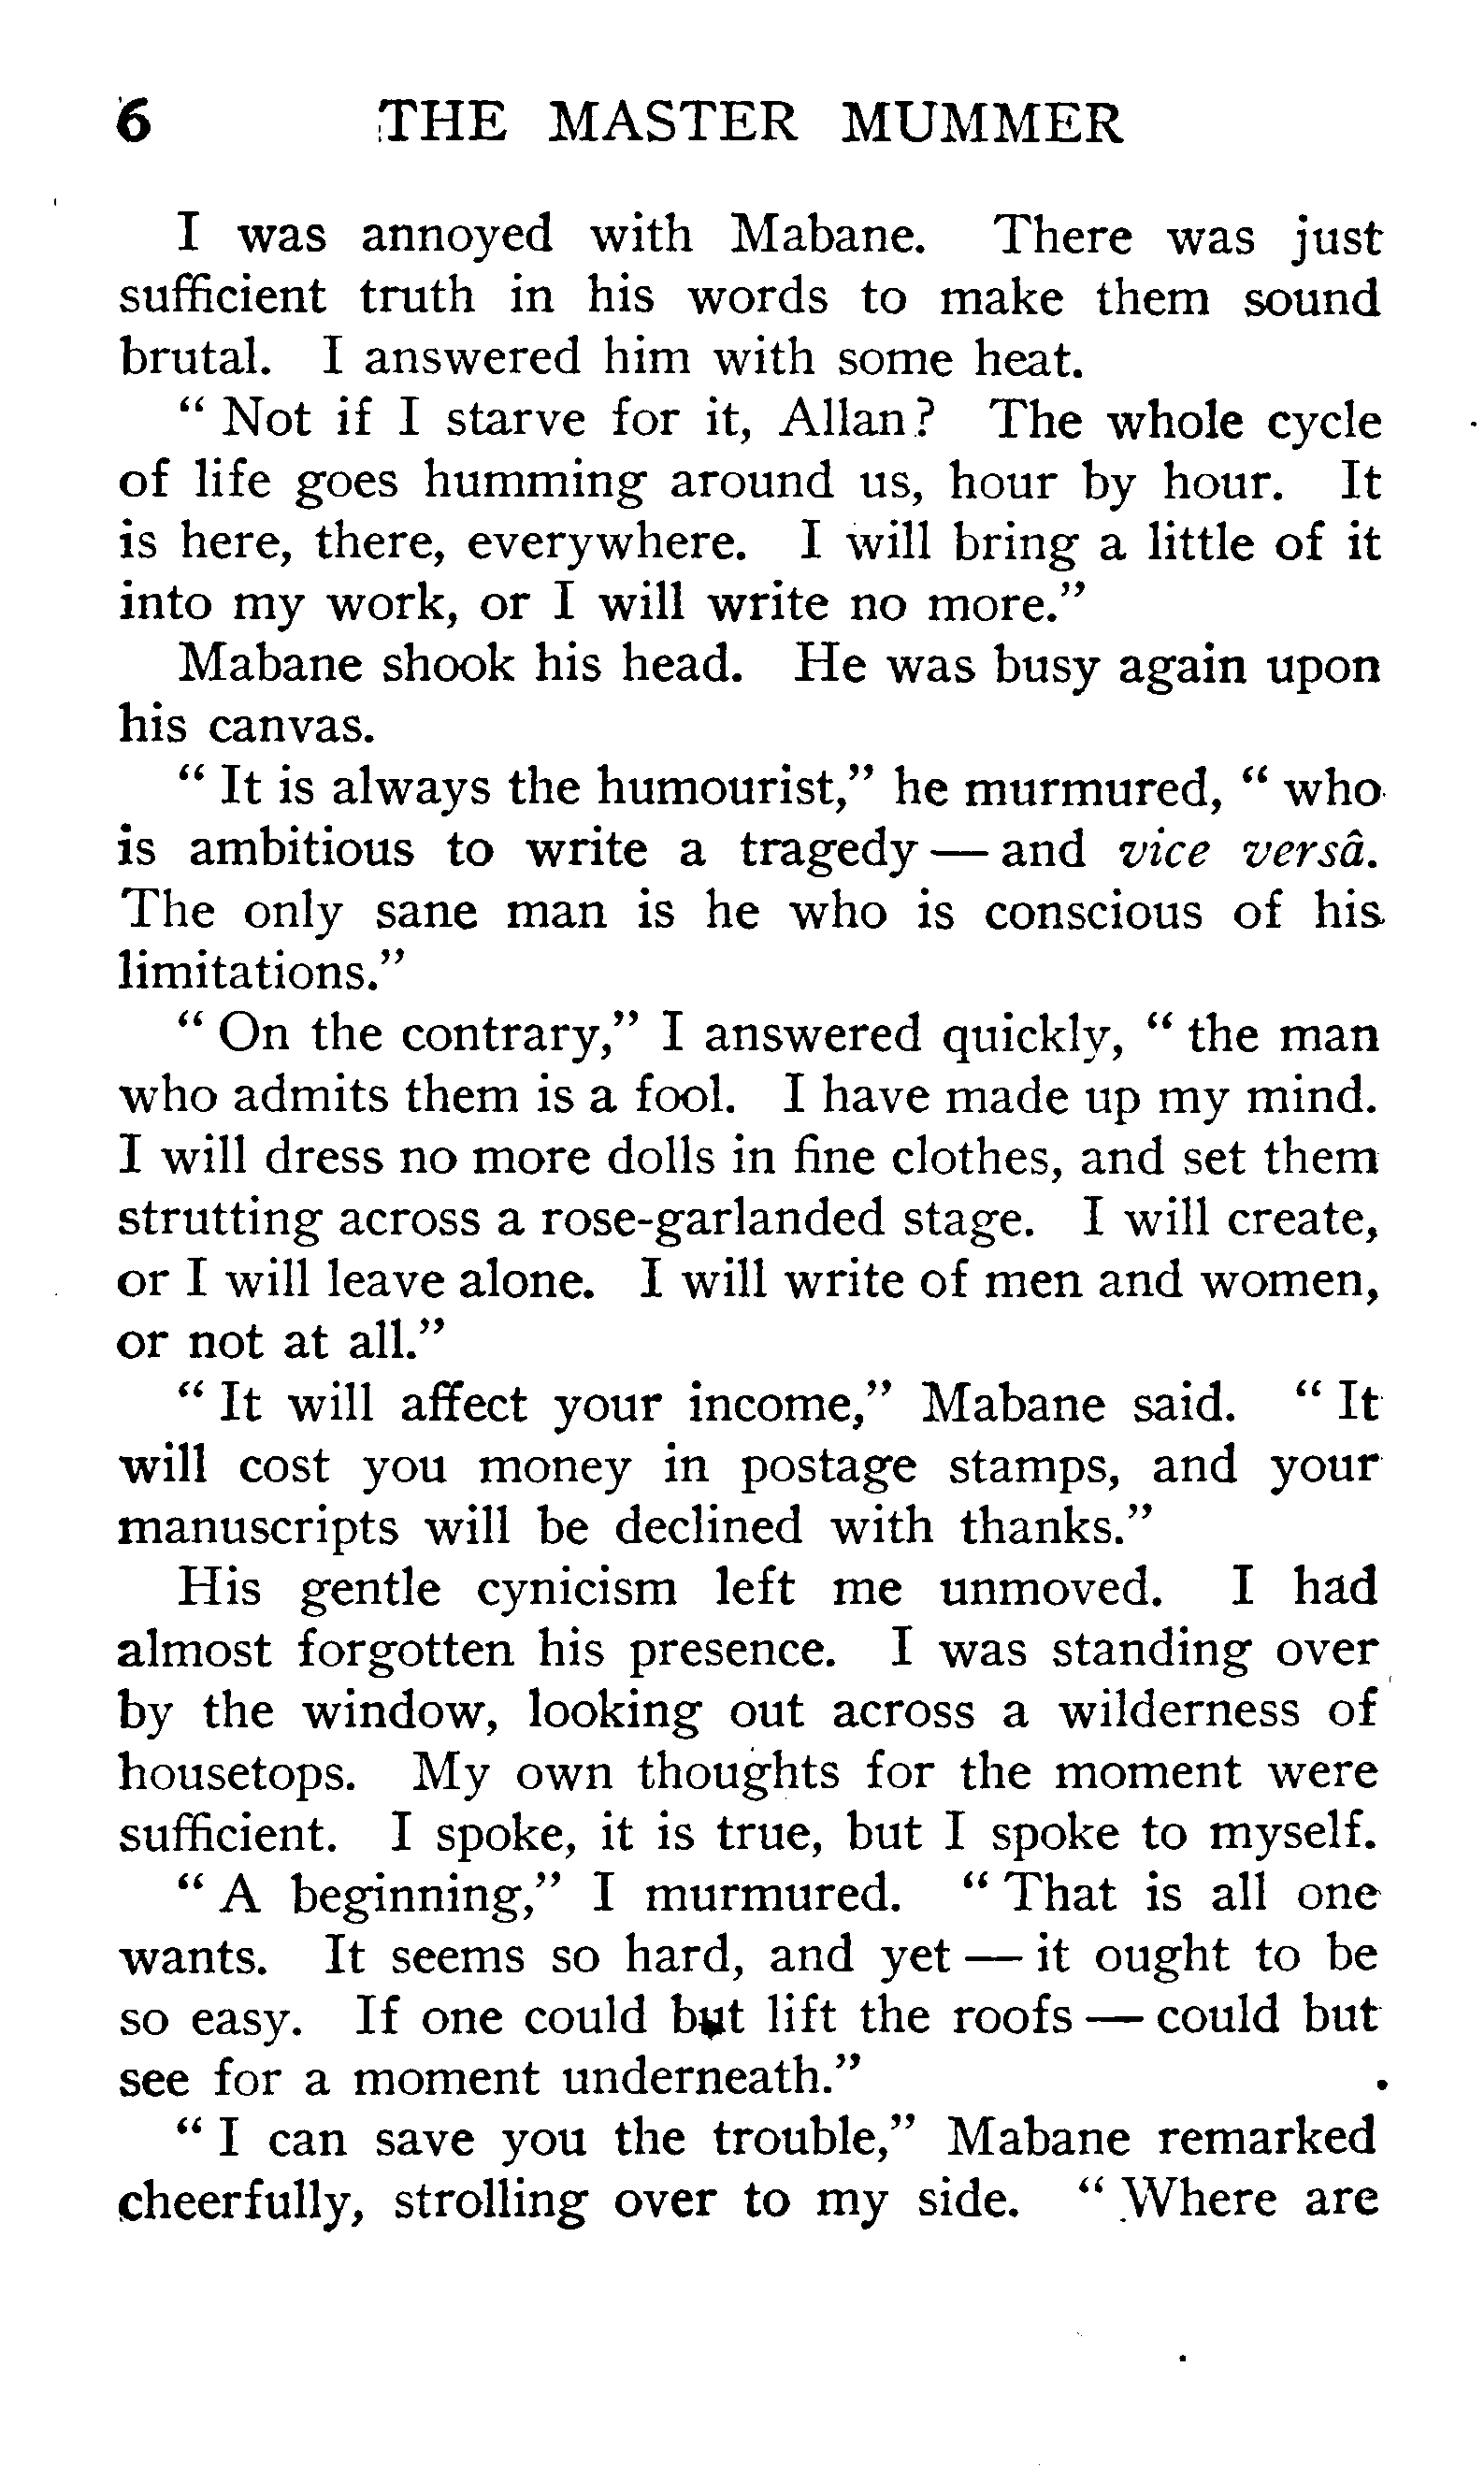 6 THE MASTER MUMMER
I was annoyed with Mabane. There was just
sufficient truth in his words to make them sound
brutal. I answered him with some heat.
“ Not if I starve for it, Allan? The whole cycle
of life goes humming around us, hour by hour. It
is here, there, everywhere. I will bring a little of it
into my work, or I will write no more.”
Mabane shook his head. He was busy again upon
his canvas.
“ It is always the humourist,” he murmured, “ who
is ambitious to write a tragedy — and vice versâ.
The only sane man is he who is conscious of his
limitations.”
“ On the contrary,” I answered quickly, “ the man
who admits them is a fool. I have made up my mind.
I will dress no more dolls in fine clothes, and set them
strutting across a rose-garlanded stage. I will create,
or I will leave alone. I will write of men and women,
or not at all.”
“ It will affect your income,” Mabane said. “ It
will cost you money in postage stamps, and your
manuscripts will be declined with thanks.”
His gentle cynicism left me unmoved. I had
almost forgotten his presence. I was standing over
by the window, looking out across a wilderness of
housetops. My own thoughts for the moment were
sufficient. I spoke, it is true, but I spoke to myself.
“ A beginning,” I murmured. “ That is all one
wants. It seems so hard, and yet — it ought to be
so easy. If one could but lift the roofs — could but
see for a moment underneath.”
“ I can save you the trouble,” Mabane remarked
cheerfully, strolling over to my side. “ Where are